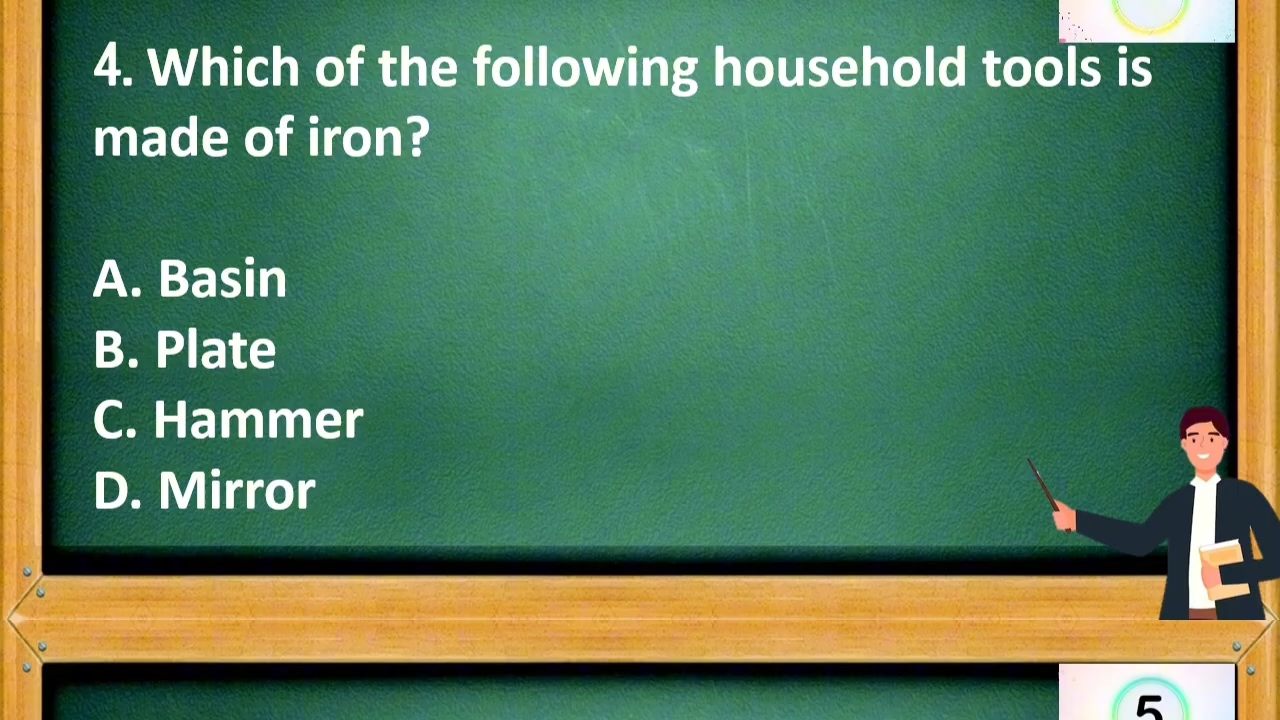 4. Which of the following household tools is
made of iron?
A. Basin
B. Plate
C. Hammer
D. Mirror
5